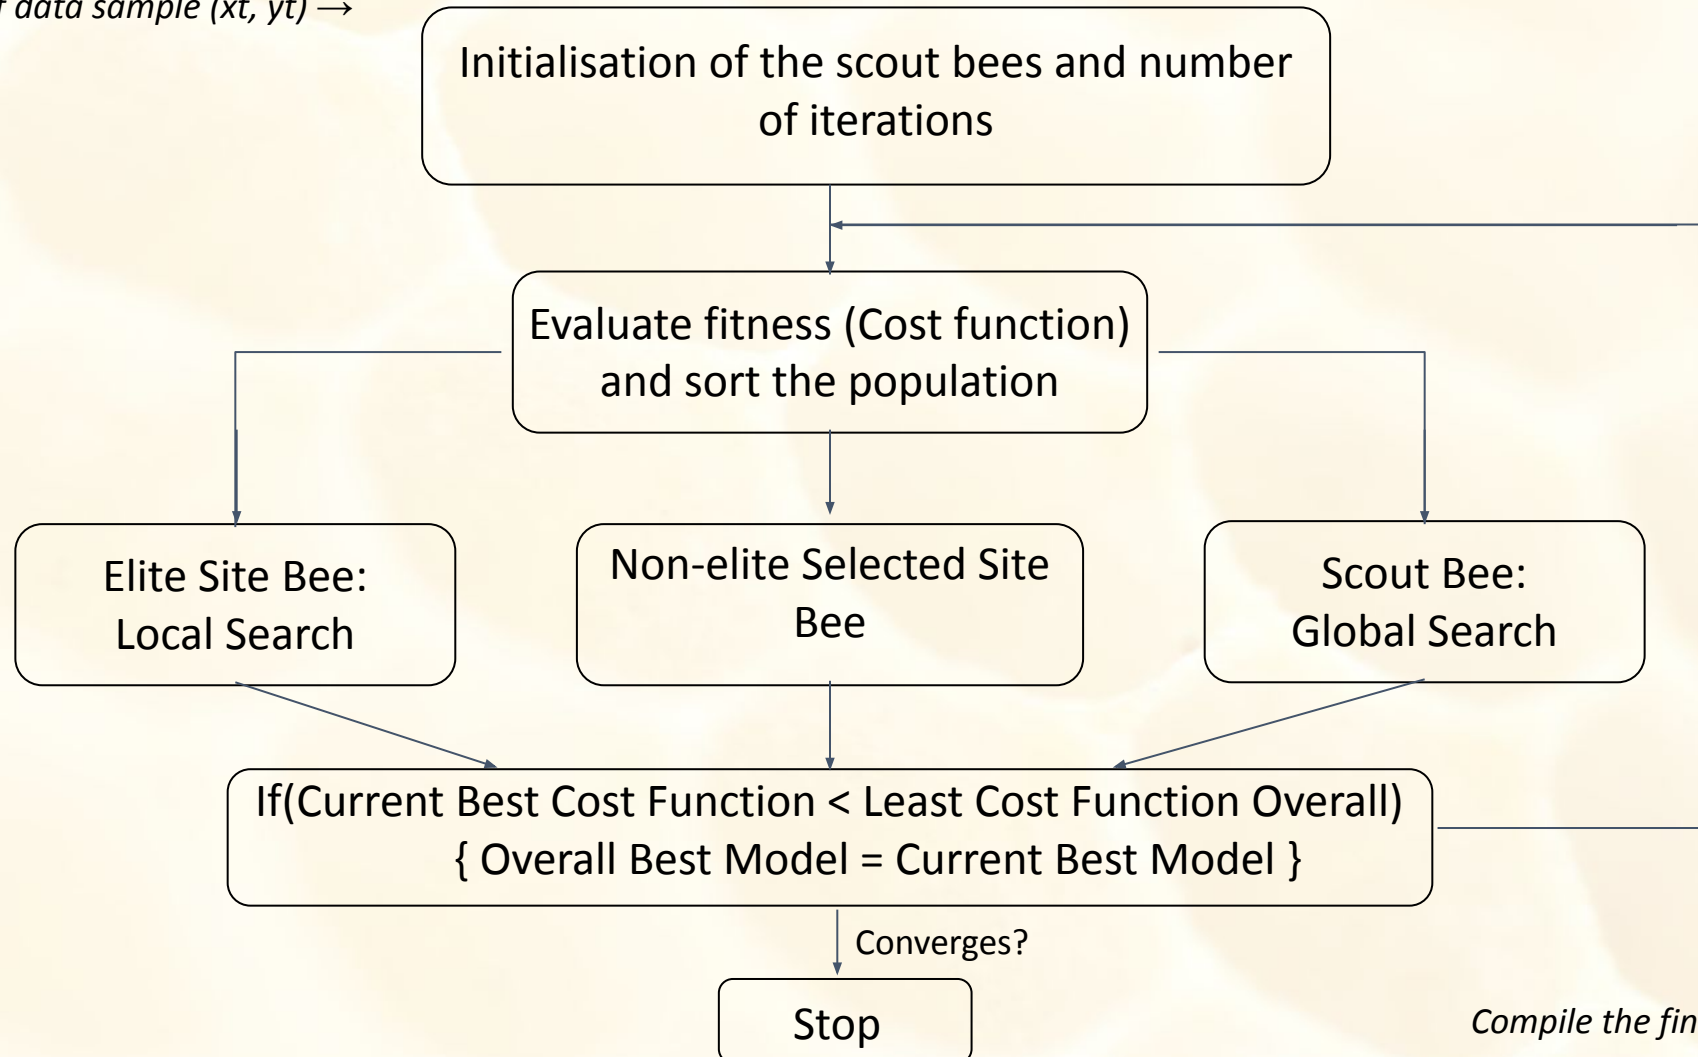 data sample (xt, yt) →
Initialisation of the scout bees and number
of iterations
Evaluate fitness (Cost function)
and sort the population
Elite Site Bee:
Local Search
Non-elite Selected Site
Bee
Scout Bee:
Global Search
If(Current Best Cost Function < Least Cost Function Overall)
{ Overall Best Model = Current Best Model }
Converges?
Stop
Compile the fin